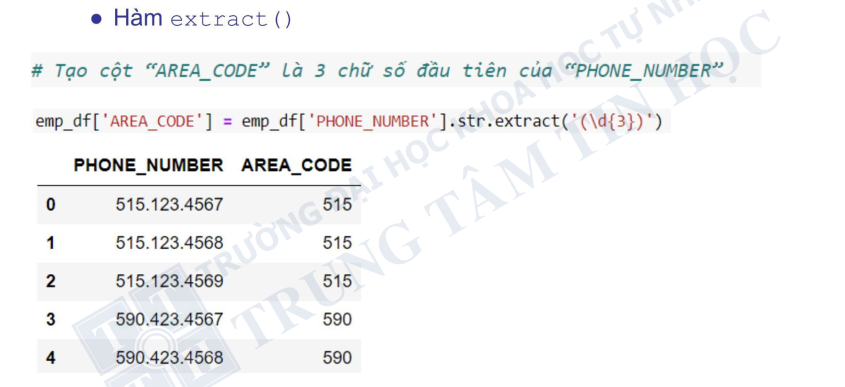 • Hàm extract()
# Tạo cột “AREA_CODE” là 3 chữ số đầu tiên của “PHONE_NUMBER”
emp_df['AREA_CODE'] = emp_df['PHONE_NUMBER'].str.extract('(\d{3})')
PHONE_NUMBER AREA_CODE
0 515.123.4567 515
1 515.123.4568 515
2 515.123.4569 515
3 590.423.4567 590
4 590.423.4568 590
TRƯỜNG ĐẠI HỌC KHOA HỌC TỰ
TRUNG TÂM TIN HỌC